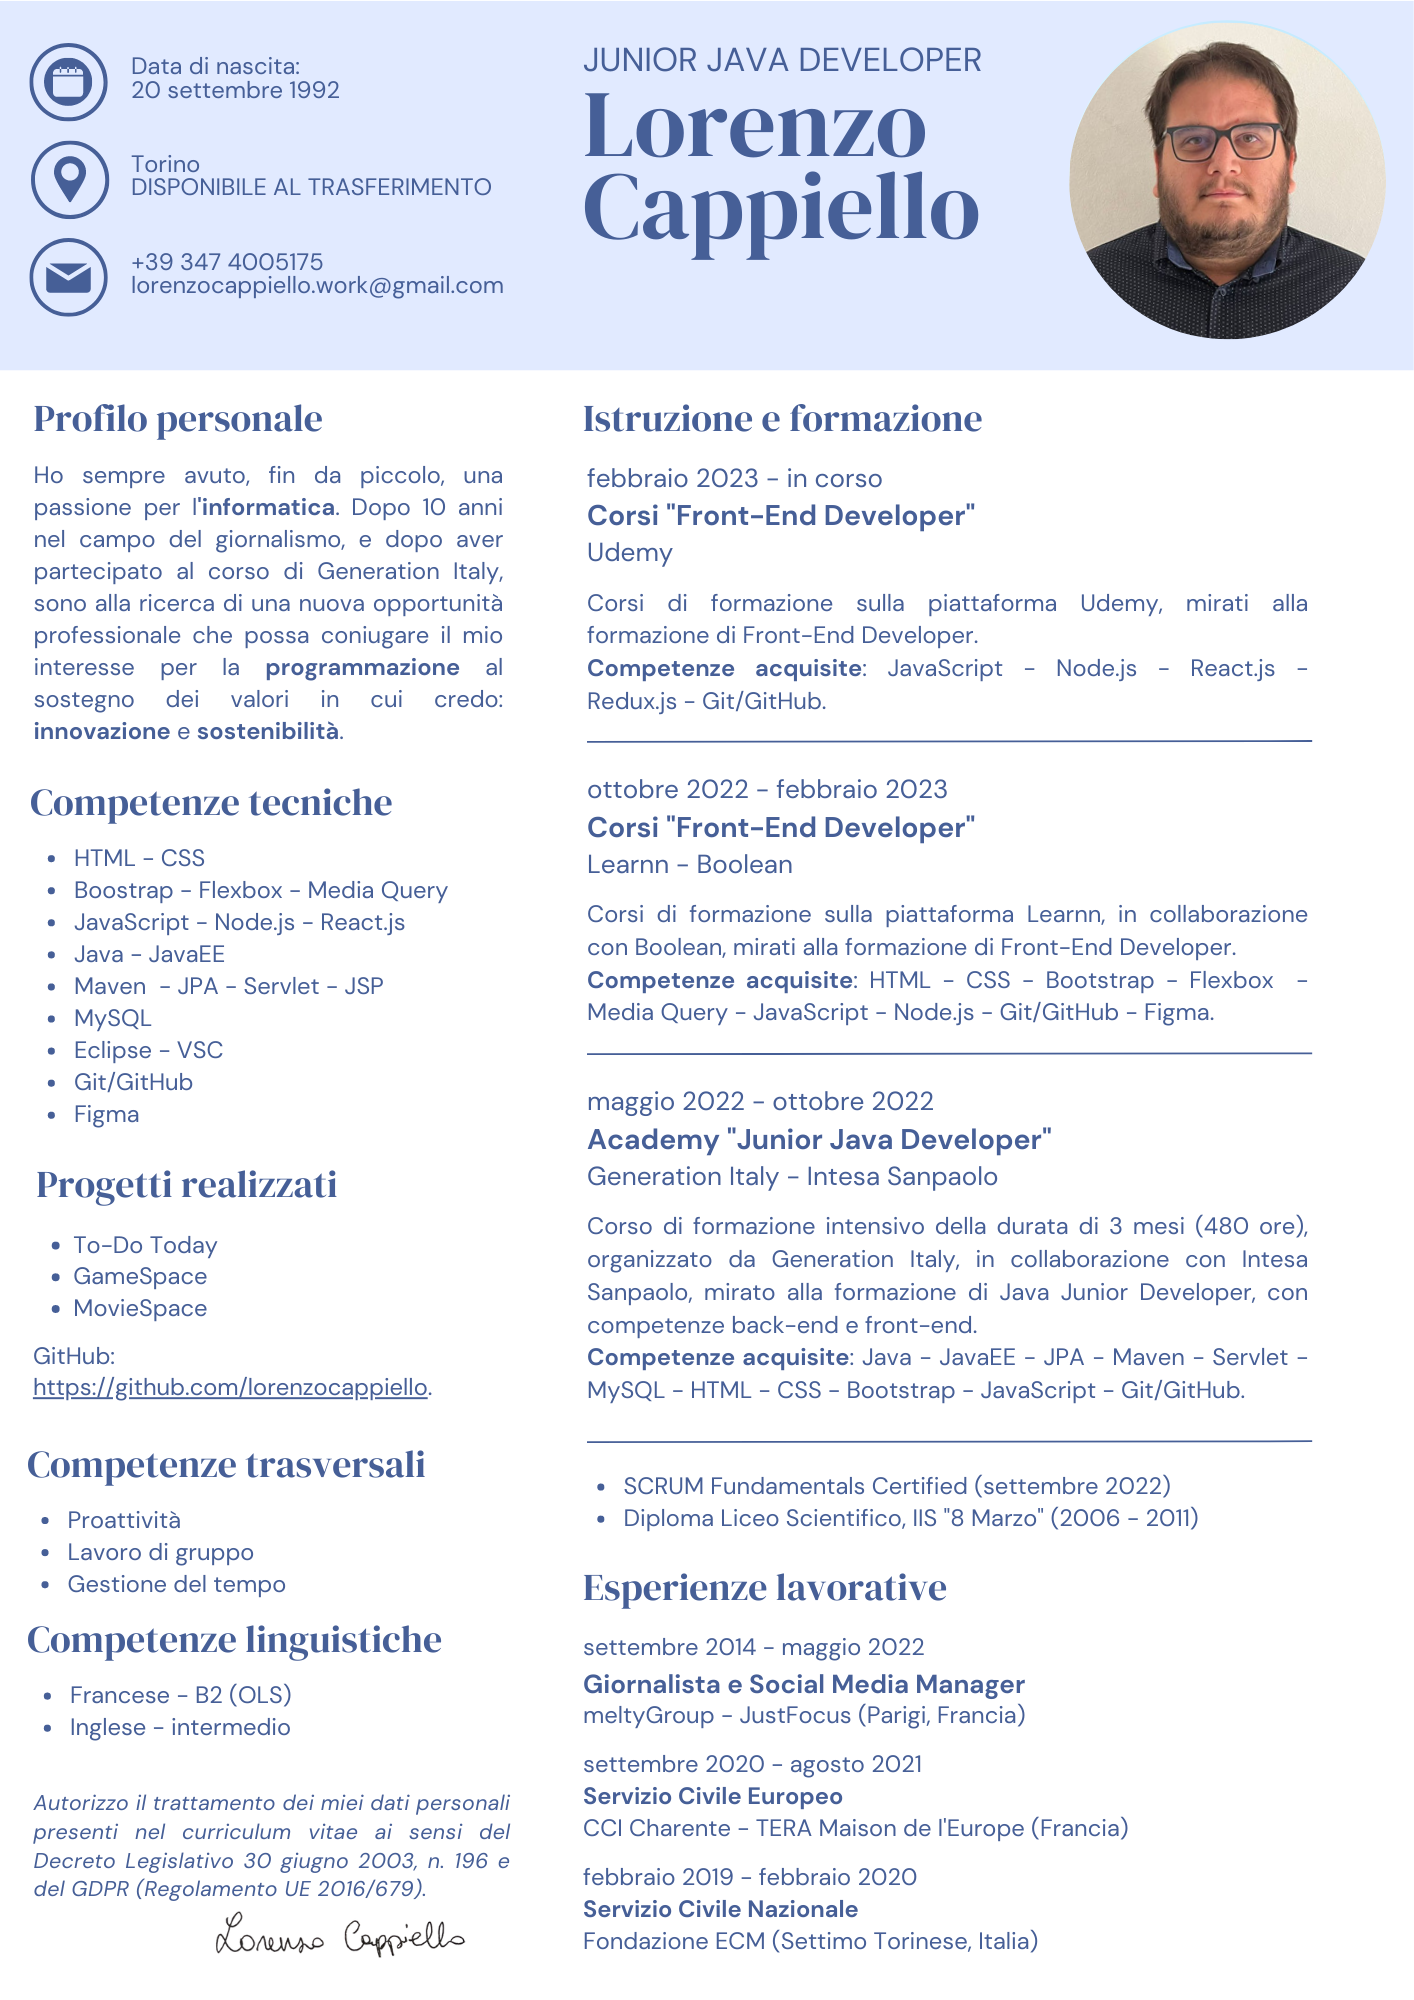 Data di nascita:
20 settembre 1992
Torino
DISPONIBILE AL TRASFERIMENTO
+39 347 4005175
lorenzocappiello.work@gmail.com
JUNIOR JAVA DEVELOPER
Lorenzo
Cappiello
Profilo personale
Ho sempre avuto, fin da piccolo, una
passione per l'informatica. Dopo 10 anni
nel campo del giornalismo, e dopo aver
partecipato al corso di Generation Italy,
sono alla ricerca di una nuova opportunità
professionale che possa coniugare il mio
interesse per la programmazione al
sostegno dei valori in cui credo:
innovazione e sostenibilità.
Competenze tecniche
• HTML - CSS
• Boostrap - Flexbox - Media Query
• JavaScript - Node.js - React.js
• Java - JavaEE
• Maven - JPA - Servlet - JSP
• MySQL
• Eclipse - VSC
• Git/GitHub
• Figma
Progetti realizzati
• To-Do Today
• GameSpace
• MovieSpace
GitHub:
https://github.com/lorenzocappiello.
Competenze trasversali
• Proattività
• Lavoro di gruppo
• Gestione del tempo
Competenze linguistiche
• Francese - B2 (OLS)
• Inglese - intermedio
Autorizzo il trattamento dei miei dati personali
presenti nel curriculum vitae ai sensi del
Decreto Legislativo 30 giugno 2003, n. 196 e
del GDPR (Regolamento UE 2016/679).
Lorenzo Cappiello
Istruzione e formazione
febbraio 2023 - in corso
Corsi "Front-End Developer"
Udemy
Corsi di formazione sulla piattaforma Udemy, mirati alla
formazione di Front-End Developer.
Competenze acquisite: JavaScript - Node.js - React.js -
Redux.js - Git/GitHub.
ottobre 2022 - febbraio 2023
Corsi "Front-End Developer"
Learnn - Boolean
Corsi di formazione sulla piattaforma Learnn, in collaborazione
con Boolean, mirati alla formazione di Front-End Developer.
Competenze acquisite: HTML - CSS - Bootstrap - Flexbox -
Media Query - JavaScript - Node.js - Git/GitHub - Figma.
maggio 2022 - ottobre 2022
Academy "Junior Java Developer"
Generation Italy - Intesa Sanpaolo
Corso di formazione intensivo della durata di 3 mesi (480 ore),
organizzato da Generation Italy, in collaborazione con Intesa
Sanpaolo, mirato alla formazione di Java Junior Developer, con
competenze back-end e front-end.
Competenze acquisite: Java - JavaEE - JPA - Maven - Servlet -
MySQL - HTML - CSS - Bootstrap - JavaScript - Git/GitHub.
• SCRUM Fundamentals Certified (settembre 2022)
• Diploma Liceo Scientifico, IIS "8 Marzo" (2006 - 2011)
Esperienze lavorative
settembre 2014 - maggio 2022
Giornalista e Social Media Manager
meltyGroup - JustFocus (Parigi, Francia)
settembre 2020 - agosto 2021
Servizio Civile Europeo
CCI Charente - TERA Maison de l'Europe (Francia)
febbraio 2019 - febbraio 2020
Servizio Civile Nazionale
Fondazione ECM (Settimo Torinese, Italia)